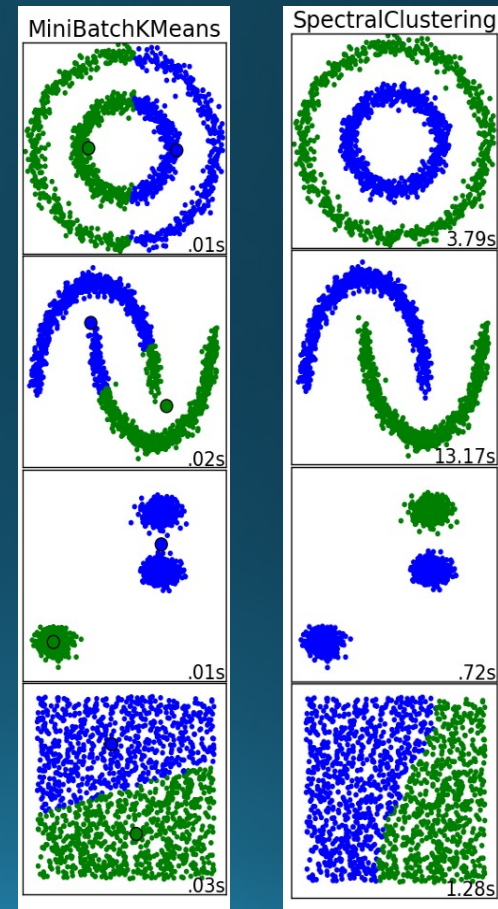 MiniBatchKMeans
.01s
.02s
.01s
.03s
SpectralClustering
3.79s
13.17s
.72s
1.28s